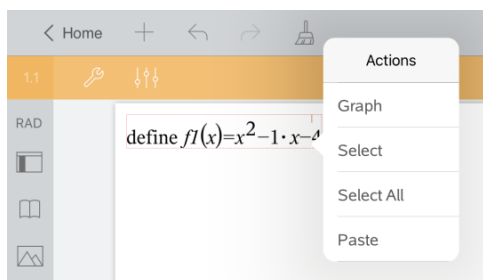 Home
Actions
1.1
Graph
RAD
define f1(x)=x²−1·x−4
Select
Select All
Paste